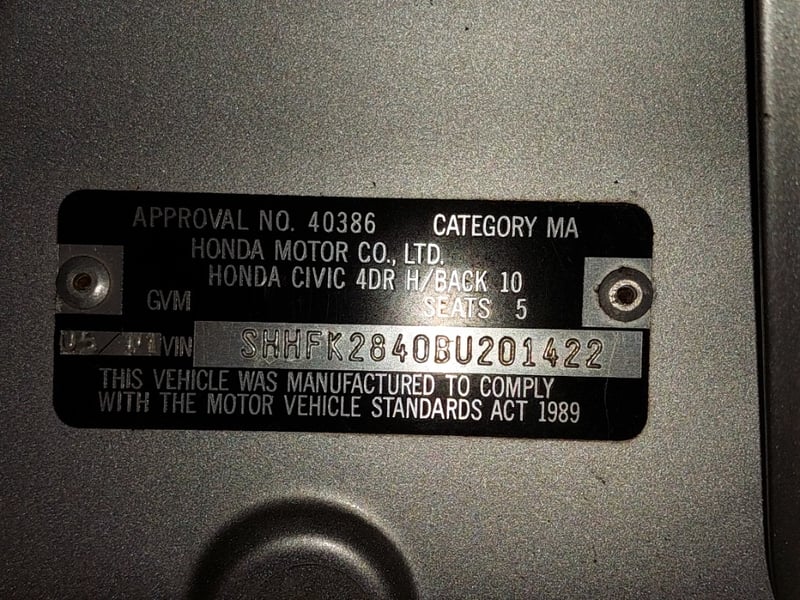 APPROVAL NO. 40386 CATEGORY MA
HONDA MOTOR CO., LTD.
HONDA CIVIC 4DR H/BACK 10
GVM SEATS 5
VIN SHHFK2840BU201422
THIS VEHICLE WAS MANUFACTURED TO COMPLY
WITH THE MOTOR VEHICLE STANDARDS ACT 1989